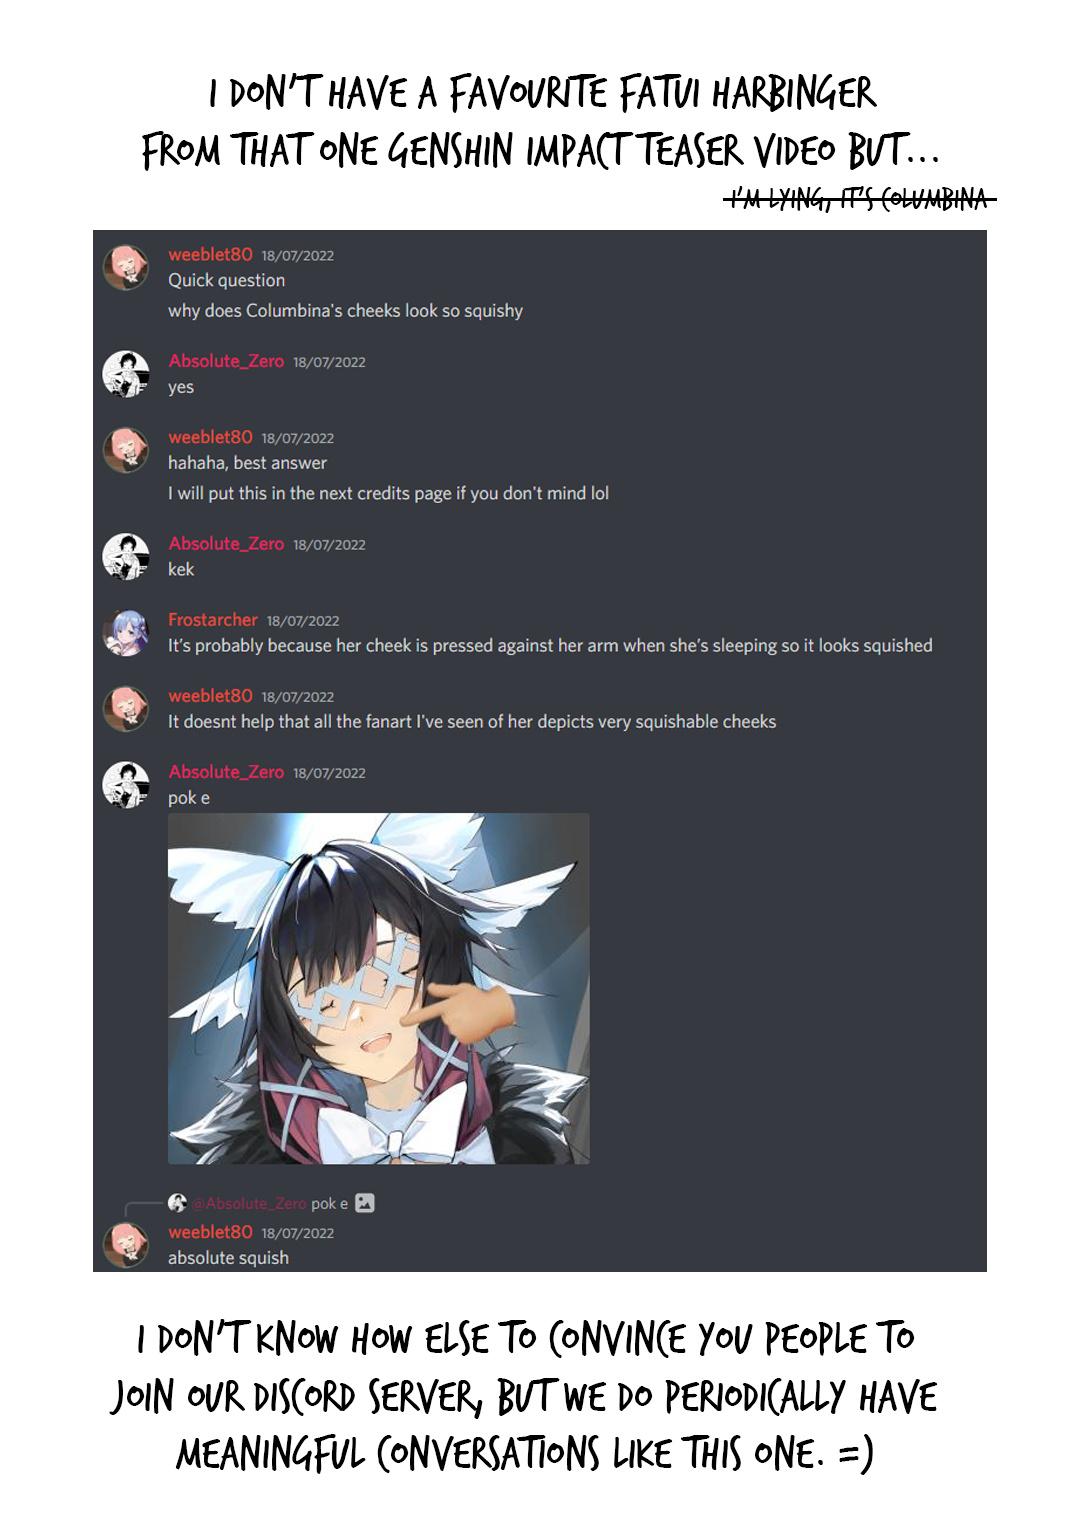 I DON'T HAVE A FAVOURITE FATUI HARBINGER
FROM THAT ONE GENSHIN IMPACT TEASER VIDEO BUT...
I'M LYING, IT'S COLUMBINA
weeblet80 18/07/2022
Quick question
why does Columbina's cheeks look so squishy
Absolute_Zero 18/07/2022
yes
weeblet80 18/07/2022
hahaha, best answer
I will put this in the next credits page if you don't mind lol
Absolute_Zero 18/07/2022
kek
Frostarcher 18/07/2022
It's probably because her cheek is pressed against her arm when she's sleeping so it looks squished
weeblet80 18/07/2022
It doesnt help that all the fanart I've seen of her depicts very squishable cheeks
Absolute_Zero 18/07/2022
pok e
@Absolute_Zero pok e
weeblet80 18/07/2022
absolute squish
I DON'T KNOW HOW ELSE TO CONVINCE YOU PEOPLE TO
JOIN OUR DISCORD SERVER, BUT WE DO PERIODICALLY HAVE
MEANINGFUL CONVERSATIONS LIKE THIS ONE. =)